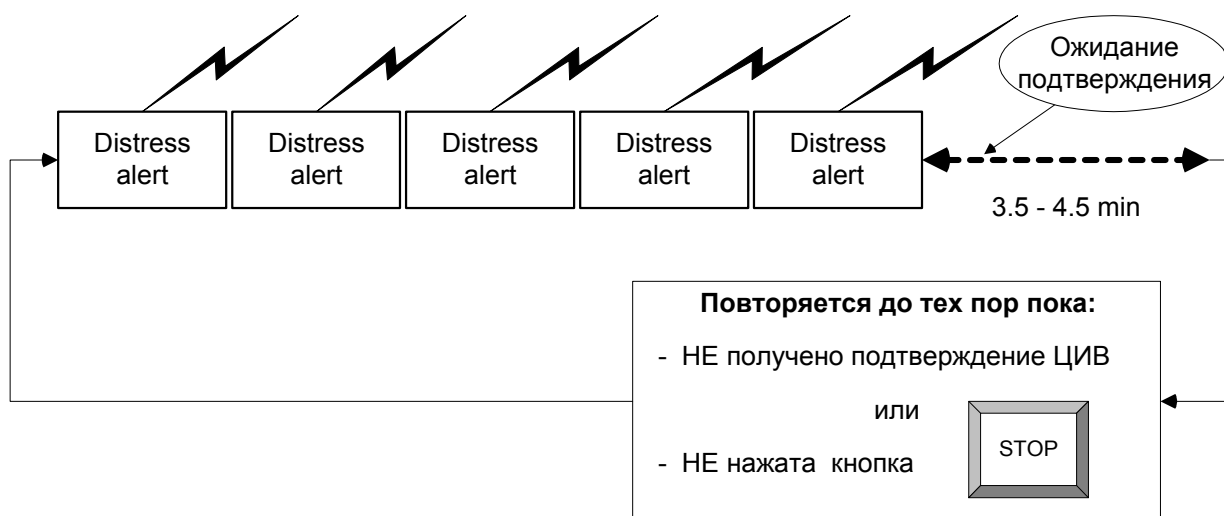 Ожидание
подтверждения
Distress
alert
Distress
alert
Distress
alert
Distress
alert
Distress
alert
3.5 - 4.5 min
Повторяется до тех пор пока:
- НЕ получено подтверждение ЦИВ
или
- НЕ нажата кнопка
STOP